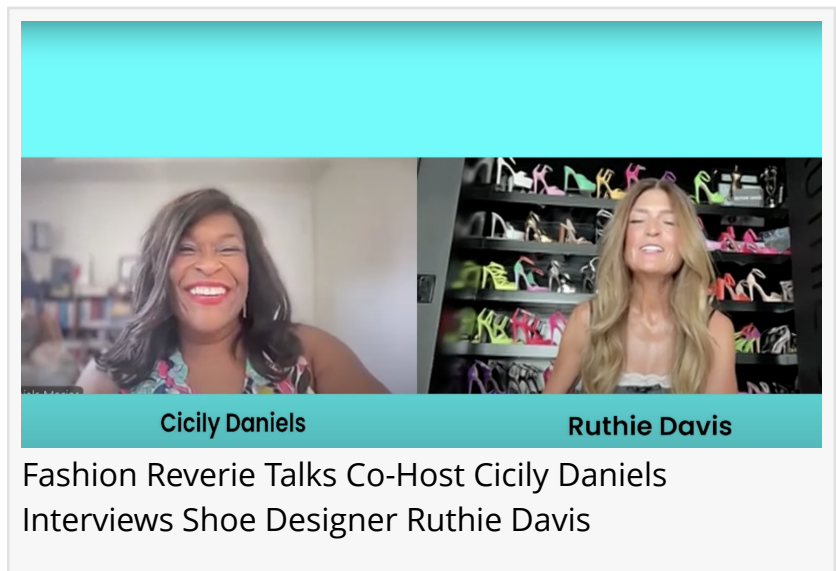 Cicily Daniels
Ruthie Davis
Fashion Reverie Talks Co-Host Cicily Daniels
Interviews Shoe Designer Ruthie Davis